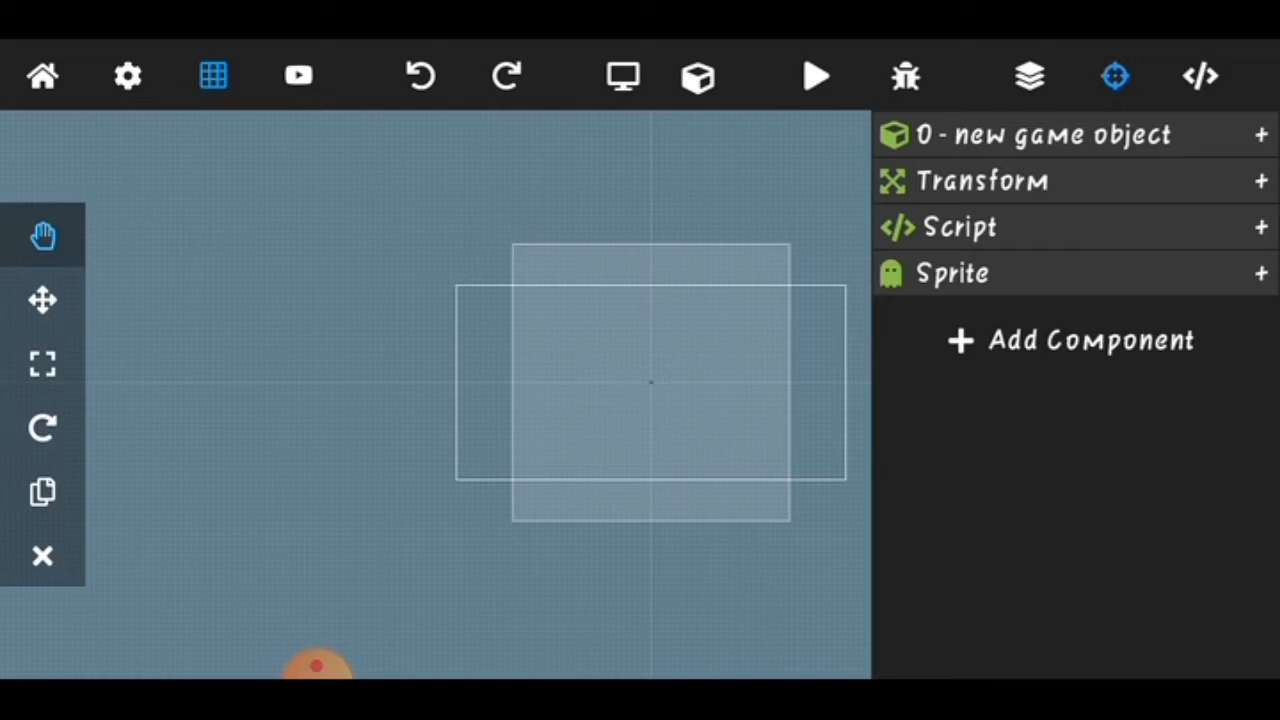 0 - new game object +
Transform +
Script +
Sprite +
+ Add Component